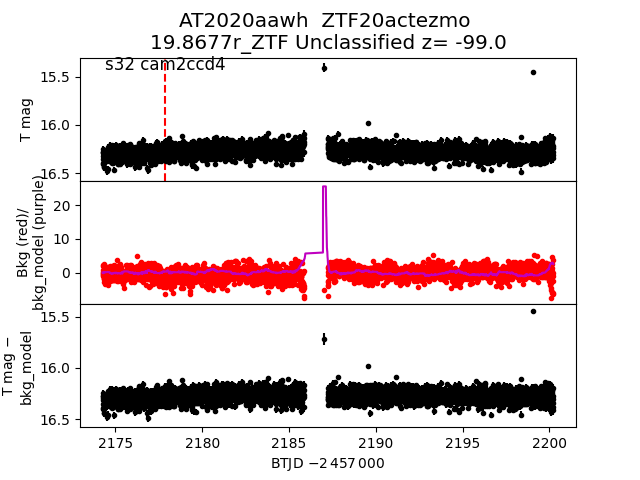 AT2020aawh  ZTF20actezmo
19.8677r_ZTF Unclassified z= -99.0
s32 cam2ccd4
T mag
15.5
16.0
16.5
Bkg (red)/
bkg_model (purple)
20
10
0
T mag −
bkg_model
15.5
16.0
16.5
2175 2180 2185 2190 2195 2200
BTJD −2 457 000